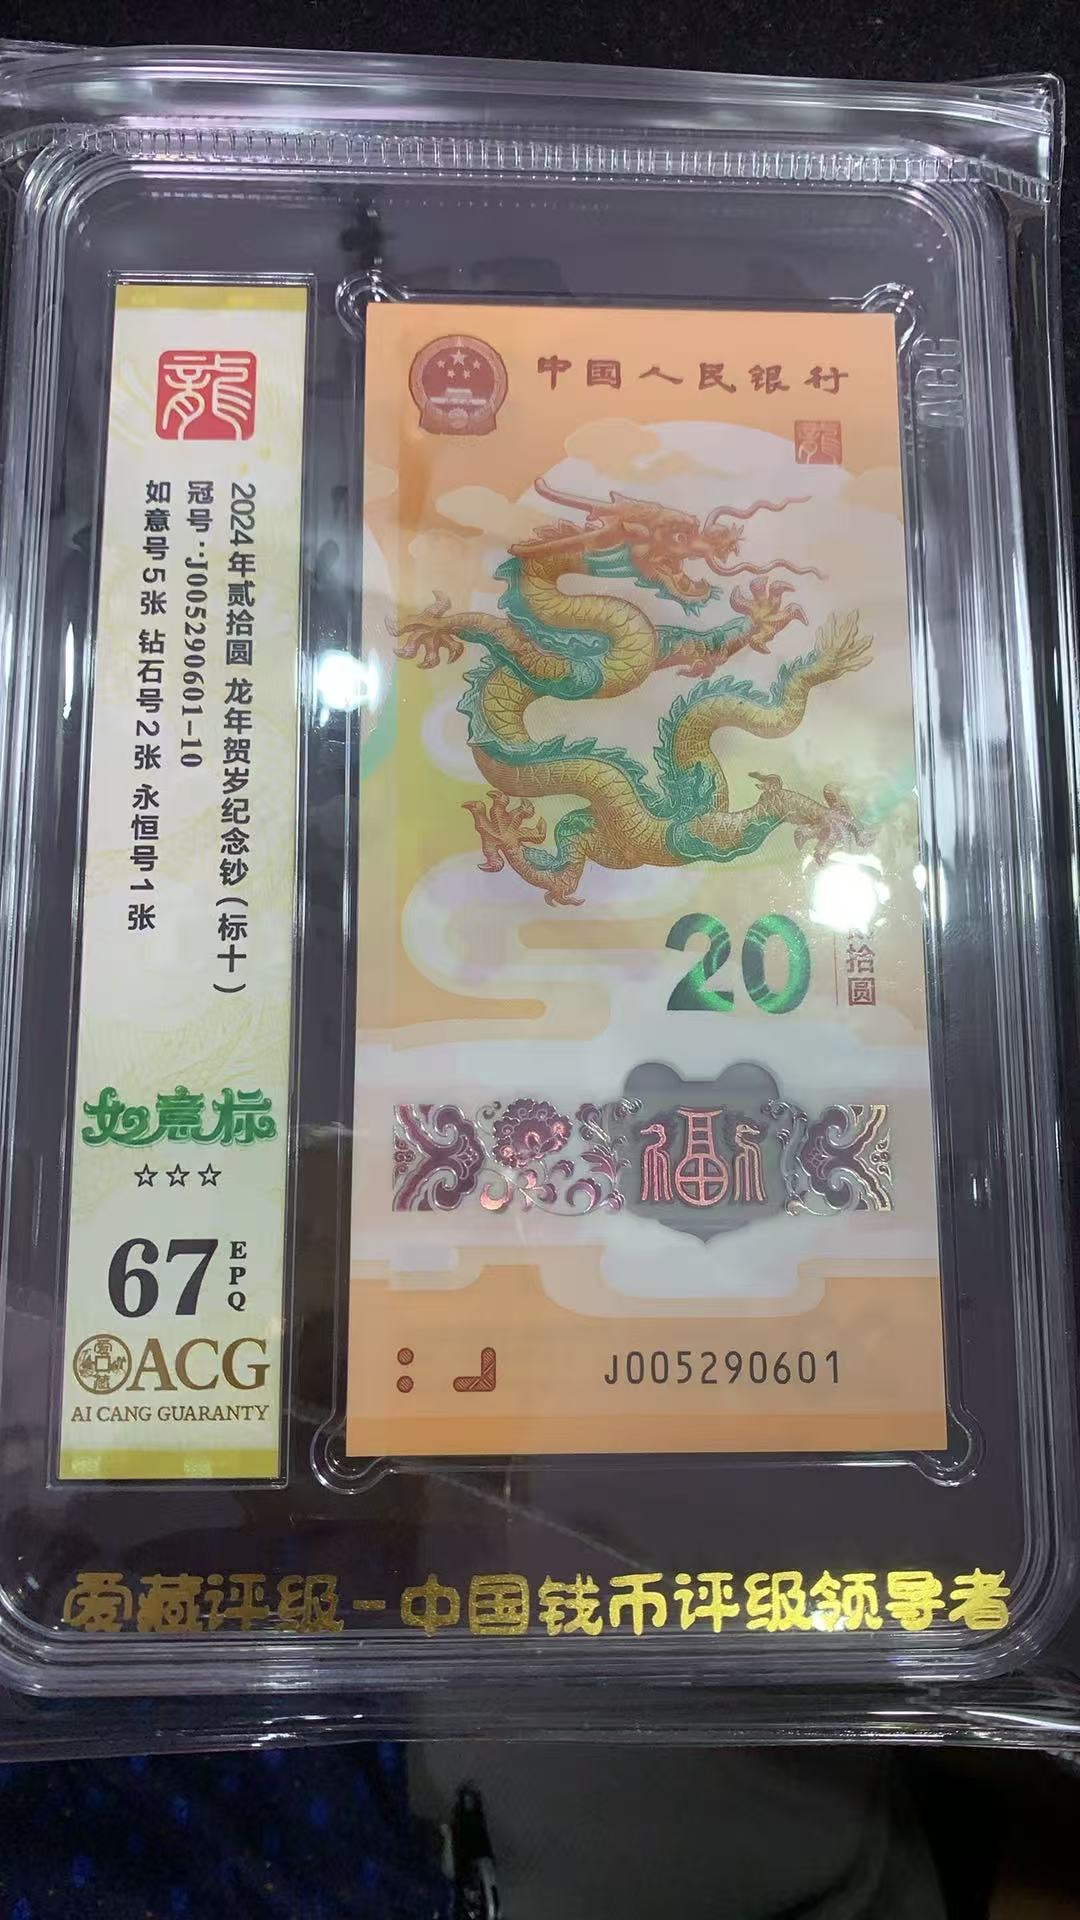 龍
2024年贰拾圆 龙年贺岁纪念钞(标十)
冠号:J005290601-10
如意号5张 钻石号2张 永恒号1张
如意标
☆☆☆
67 EPQ
爱藏
ACG
AI CANG GUARANTY
中国人民银行
龍
20
拾圆
福
J005290601
ACG
爱藏评级-中国钱币评级领导者